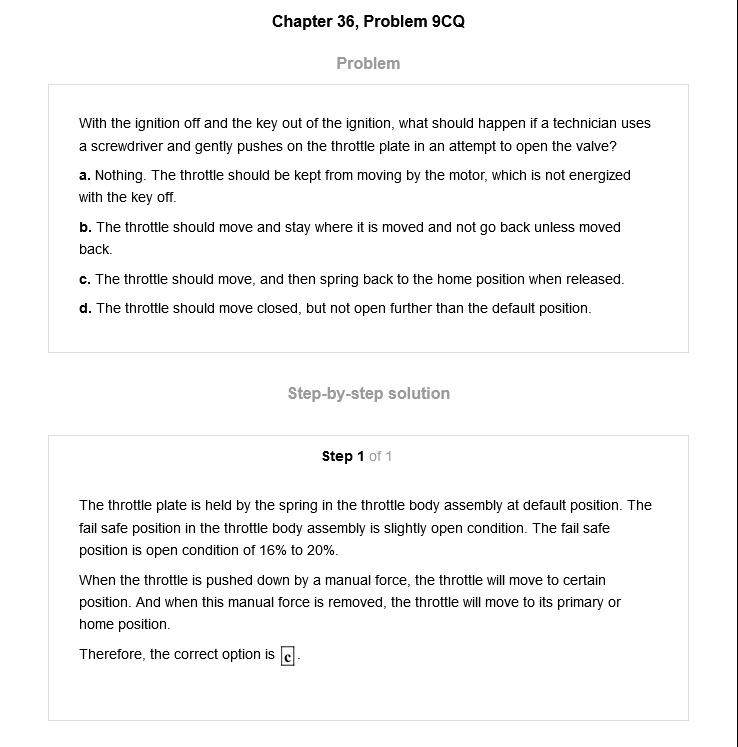 Chapter 36, Problem 9CQ
Problem
With the ignition off and the key out of the ignition, what should happen if a technician uses
a screwdriver and gently pushes on the throttle plate in an attempt to open the valve?
a. Nothing. The throttle should be kept from moving by the motor, which is not energized
with the key off.
b. The throttle should move and stay where it is moved and not go back unless moved
back.
c. The throttle should move, and then spring back to the home position when released.
d. The throttle should move closed, but not open further than the default position.
Step-by-step solution
Step 1 of 1
The throttle plate is held by the spring in the throttle body assembly at default position. The
fail safe position in the throttle body assembly is slightly open condition. The fail safe
position is open condition of 16% to 20%.
When the throttle is pushed down by a manual force, the throttle will move to certain
position. And when this manual force is removed, the throttle will move to its primary or
home position.
Therefore, the correct option is c.